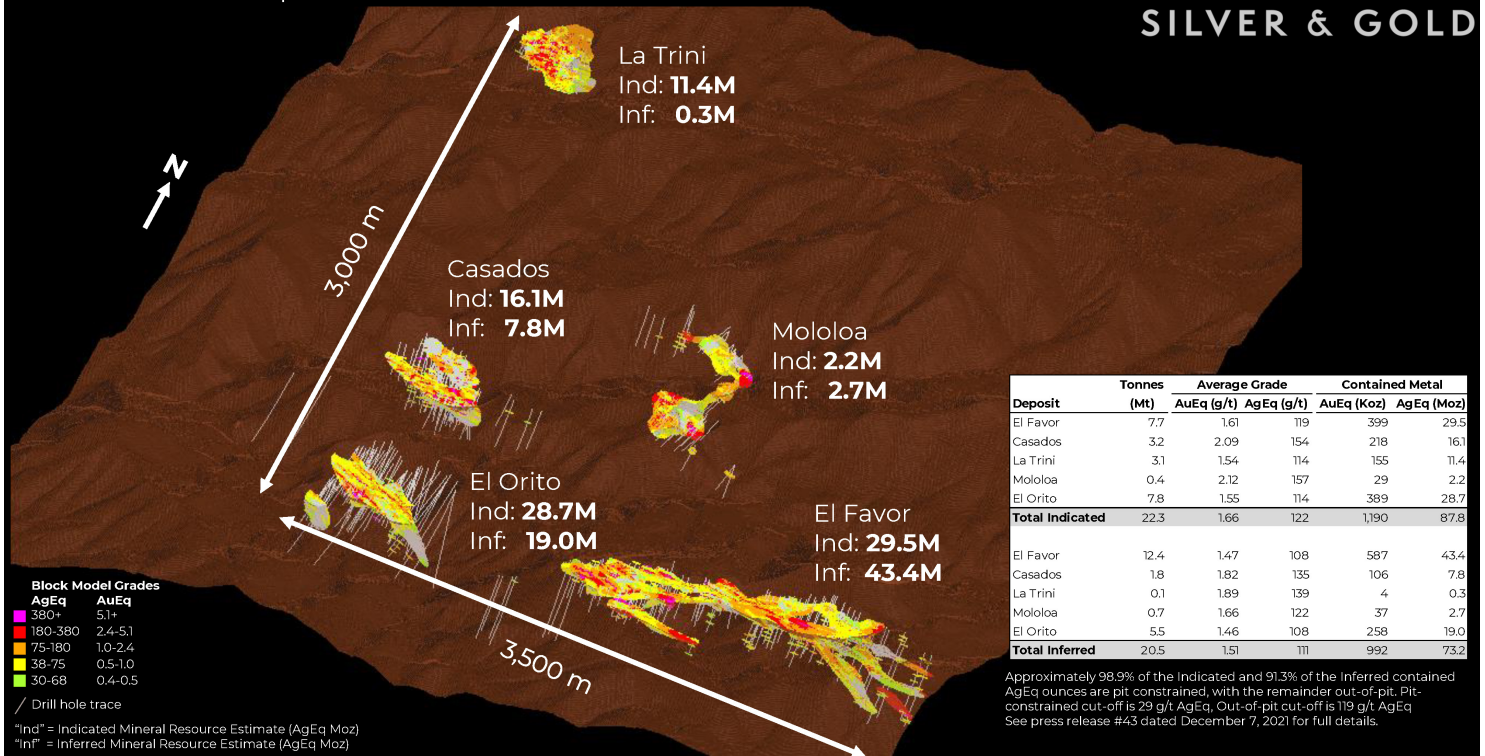 SILVER & GOLD
La Trini
Ind: 11.4M
Inf: 0.3M
N
3,000 m
Casados
Ind: 16.1M
Inf: 7.8M
Mololoa
Ind: 2.2M
Inf: 2.7M
El Orito
Ind: 28.7M
Inf: 19.0M
El Favor
Ind: 29.5M
Inf: 43.4M
3,500 m
Block Model Grades
AgEq AuEq
380+ 5.1+
180-380 2.4-5.1
75-180 1.0-2.4
38-75 0.5-1.0
30-68 0.4-0.5
Drill hole trace
“Ind” = Indicated Mineral Resource Estimate (AgEq Moz)
“Inf” = Inferred Mineral Resource Estimate (AgEq Moz)
Tonnes Average Grade Contained Metal
Deposit (Mt) AuEq (g/t) AgEq (g/t) AuEq (Koz) AgEq (Moz)
El Favor 7.7 1.61 119 399 29.5
Casados 3.2 2.09 154 218 16.1
La Trini 3.1 1.54 114 155 11.4
Mololoa 0.4 2.12 157 29 2.2
El Orito 7.8 1.55 114 389 28.7
Total Indicated 22.3 1.66 122 1,190 87.8
El Favor 12.4 1.47 108 587 43.4
Casados 1.8 1.82 135 106 7.8
La Trini 0.1 1.89 139 4 0.3
Mololoa 0.7 1.66 122 37 2.7
El Orito 5.5 1.46 108 258 19.0
Total Inferred 20.5 1.51 111 992 73.2
Approximately 98.9% of the Indicated and 91.3% of the Inferred contained
AgEq ounces are pit constrained, with the remainder out-of-pit. Pit-
constrained cut-off is 29 g/t AgEq, Out-of-pit cut-off is 119 g/t AgEq
See press release #43 dated December 7, 2021 for full details.